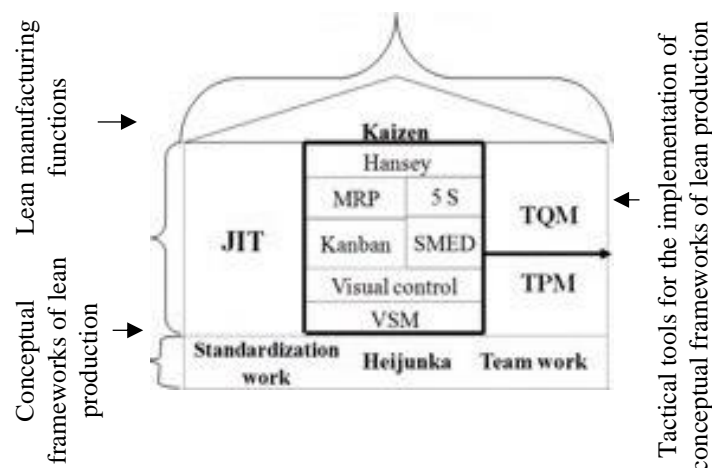 Lean manufacturing
functions
Conceptual
frameworks of lean
production
Kaizen
Hansey
MRP
5 S
JIT
Kanban
SMED
TQM
TPM
Visual control
VSM
Standardization
work
Heijunka
Team work
Tactical tools for the implementation of
conceptual frameworks of lean production